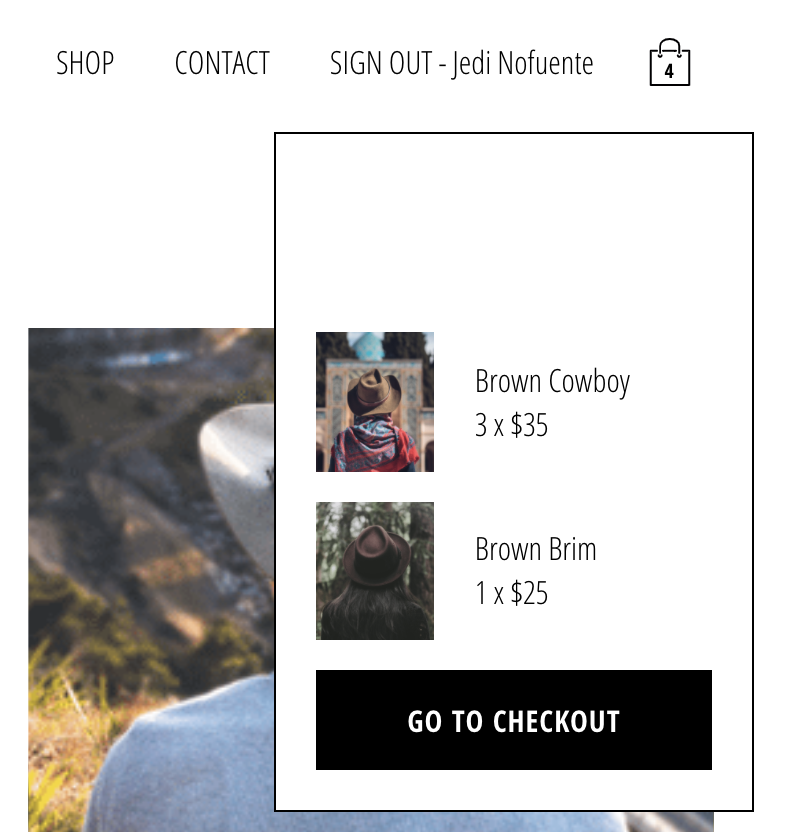 SHOP CONTACT SIGN OUT - Jedi Nofuente 4
Brown Cowboy
3 x $35
Brown Brim
1 x $25
GO TO CHECKOUT